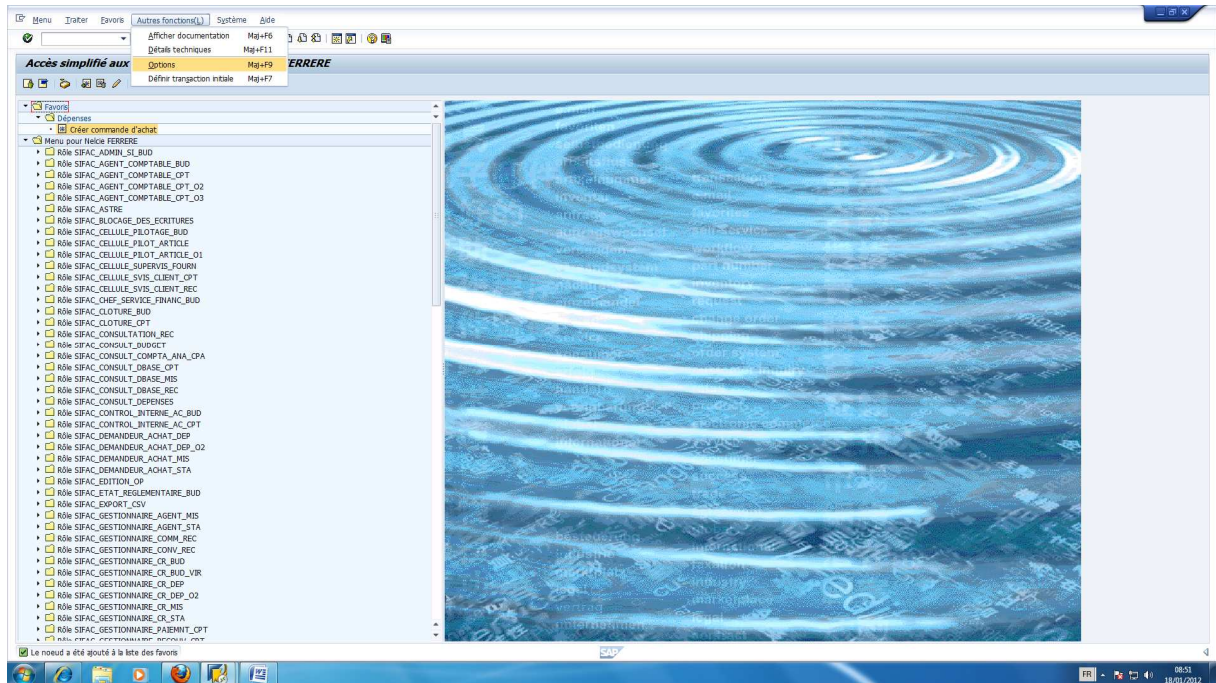 Menu Traiter Favoris Autres fonctions(L) Système Aide
Afficher documentation Maj+F6
Détails techniques Maj+F11
Options Maj+F9
Définir transaction initiale Maj+F7
Accès simplifié aux FERRERE
Favoris
Dépenses
Créer commande d'achat
Menu pour Nelcie FERRERE
Rôle SIFAC_ADMIN_SI_BUD
Rôle SIFAC_AGENT_COMPTABLE_BUD
Rôle SIFAC_AGENT_COMPTABLE_CPT
Rôle SIFAC_AGENT_COMPTABLE_CPT_O2
Rôle SIFAC_AGENT_COMPTABLE_CPT_O3
Rôle SIFAC_ASTRE
Rôle SIFAC_BLOCAGE_DES_ECRITURES
Rôle SIFAC_CELLULE_PILOTAGE_BUD
Rôle SIFAC_CELLULE_PILOT_ARTICLE
Rôle SIFAC_CELLULE_PILOT_ARTICLE_O1
Rôle SIFAC_CELLULE_SUPERVIS_FOURN
Rôle SIFAC_CELLULE_SVIS_CLIENT_CPT
Rôle SIFAC_CELLULE_SVIS_CLIENT_REC
Rôle SIFAC_CHEF_SERVICE_FINANC_BUD
Rôle SIFAC_CLOTURE_BUD
Rôle SIFAC_CLOTURE_CPT
Rôle SIFAC_CONSULTATION_REC
Rôle SIFAC_CONSULT_BUDGET
Rôle SIFAC_CONSULT_COMPTA_ANA_CPA
Rôle SIFAC_CONSULT_DBASE_CPT
Rôle SIFAC_CONSULT_DBASE_MIS
Rôle SIFAC_CONSULT_DBASE_REC
Rôle SIFAC_CONSULT_DEPENSES
Rôle SIFAC_CONTROL_INTERNE_AC_BUD
Rôle SIFAC_CONTROL_INTERNE_AC_CPT
Rôle SIFAC_DEMANDEUR_ACHAT_DEP
Rôle SIFAC_DEMANDEUR_ACHAT_DEP_O2
Rôle SIFAC_DEMANDEUR_ACHAT_MIS
Rôle SIFAC_DEMANDEUR_ACHAT_STA
Rôle SIFAC_EDITION_OP
Rôle SIFAC_ETAT_REGLEMENTAIRE_BUD
Rôle SIFAC_EXPORT_CSV
Rôle SIFAC_GESTIONNAIRE_AGENT_MIS
Rôle SIFAC_GESTIONNAIRE_AGENT_STA
Rôle SIFAC_GESTIONNAIRE_COMM_REC
Rôle SIFAC_GESTIONNAIRE_CONV_REC
Rôle SIFAC_GESTIONNAIRE_CR_BUD
Rôle SIFAC_GESTIONNAIRE_CR_BUD_VIR
Rôle SIFAC_GESTIONNAIRE_CR_DEP
Rôle SIFAC_GESTIONNAIRE_CR_DEP_O2
Rôle SIFAC_GESTIONNAIRE_CR_MIS
Rôle SIFAC_GESTIONNAIRE_CR_STA
Rôle SIFAC_GESTIONNAIRE_PAIEMNT_CPT
Rôle SIFAC_GESTIONNAIRE_RECOUV_CPT
Le noeud a été ajouté à la liste des favoris
SAP
FR 08:51
18/01/2012